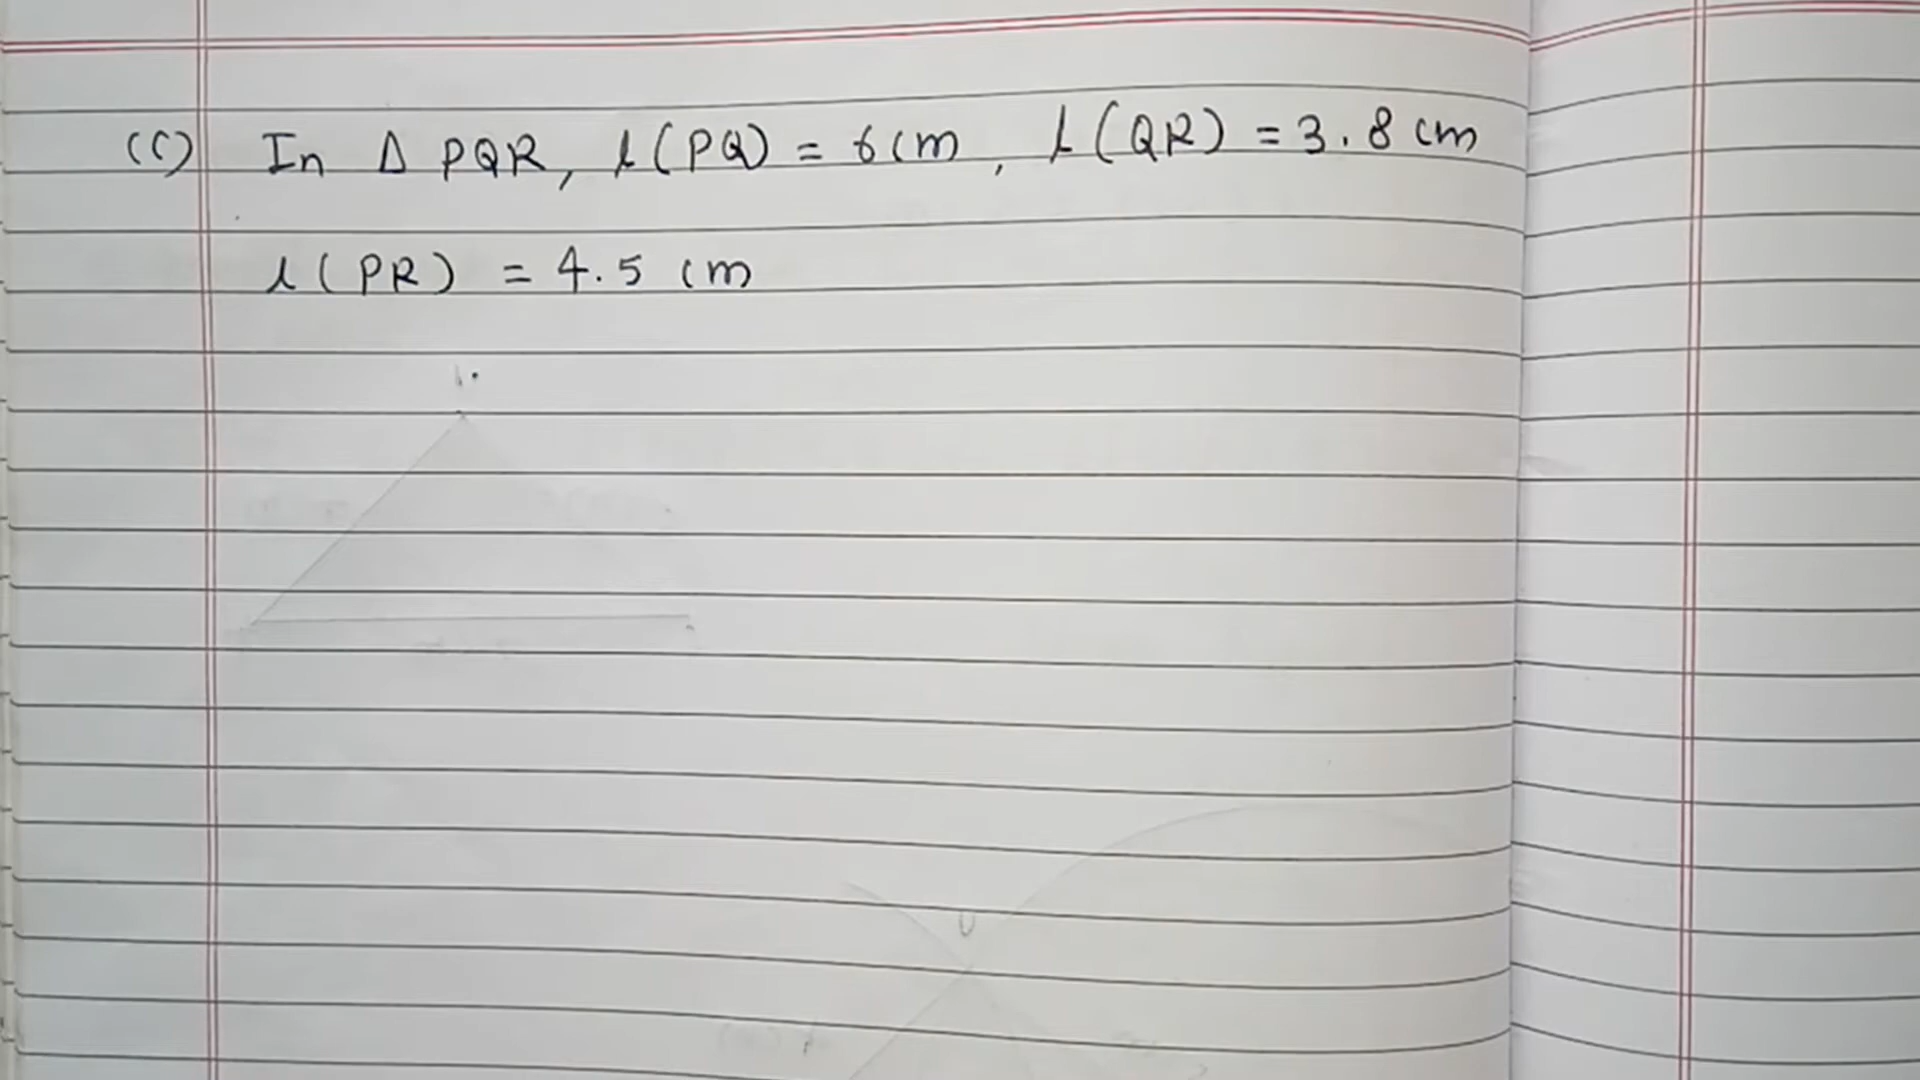 (C) In Δ PQR, l(PQ) = 6 cm, l(QR) = 3.8 cm
l(PR) = 4.5 cm